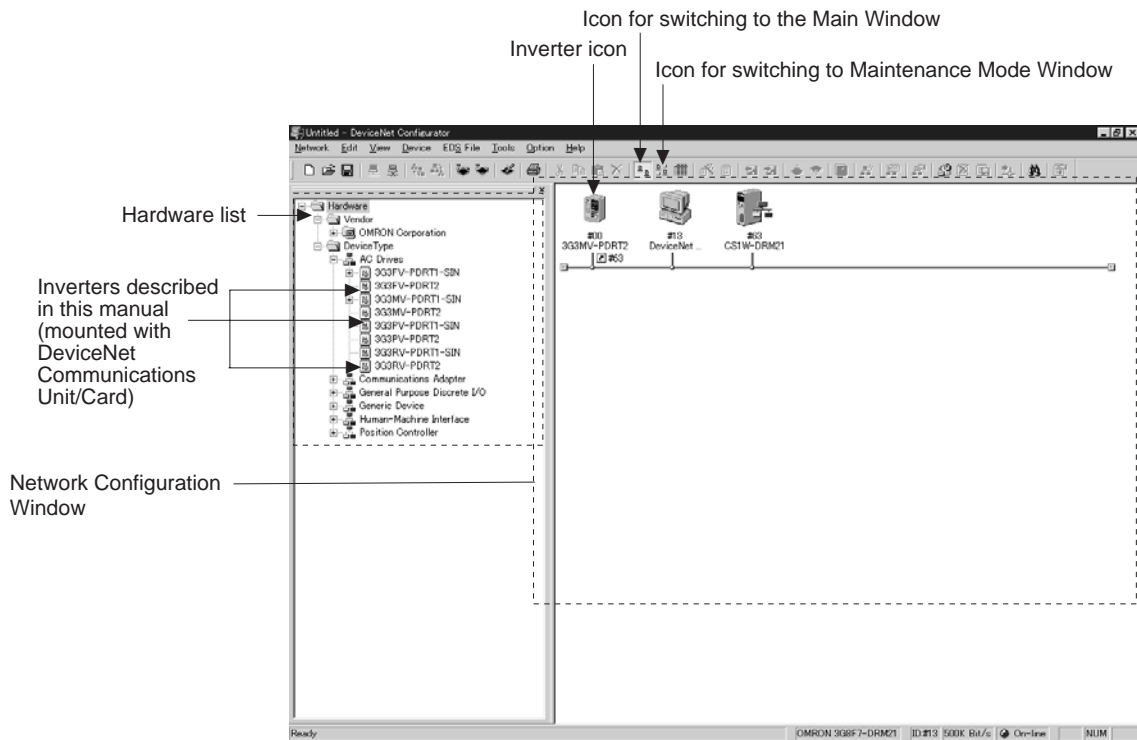 Icon for switching to the Main Window
Inverter icon
Icon for switching to Maintenance Mode Window
Untitled - DeviceNet Configurator
Network Edit View Device EDS File Tools Option Help
Hardware list
Hardware
Vendor
OMRON Corporation
DeviceType
AC Drives
3G3FV-PDRT1-SIN
3G3FV-PDRT2
3G3MV-PDRT1-SIN
3G3MV-PDRT2
3G3PV-PDRT1-SIN
3G3PV-PDRT2
3G3RV-PDRT1-SIN
3G3RV-PDRT2
Communications Adapter
General Purpose Discrete I/O
Generic Device
Human-Machine Interface
Position Controller
Inverters described
in this manual
(mounted with
DeviceNet
Communications
Unit/Card)
#00
3G3MV-PDRT2
#63
#13
DeviceNet ...
#63
CS1W-DRM21
Network Configuration
Window
Ready
OMRON 3G8F7-DRM21 ID:#13 500K Bit/s On-line NUM